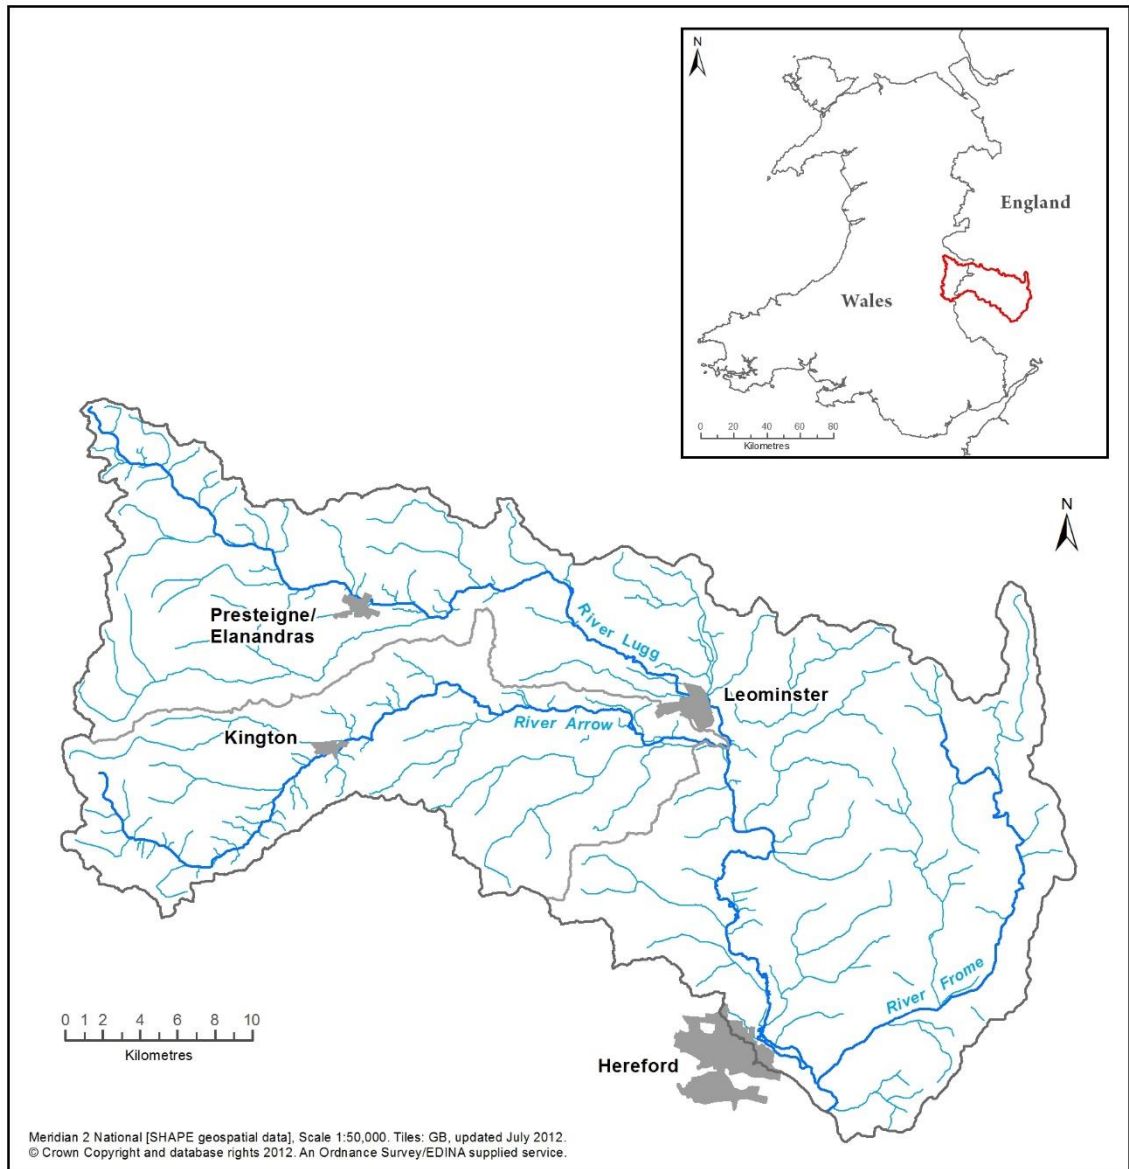 N
England
Wales
0 20 40 60 80
Kilometres
N
Presteigne/
Elanandras
River Lugg
Leominster
River Arrow
Kington
River Frome
0 1 2 4 6 8 10
Kilometres
Hereford
Meridian 2 National [SHAPE geospatial data], Scale 1:50,000. Tiles: GB, updated July 2012.
© Crown Copyright and database rights 2012. An Ordnance Survey/EDINA supplied service.